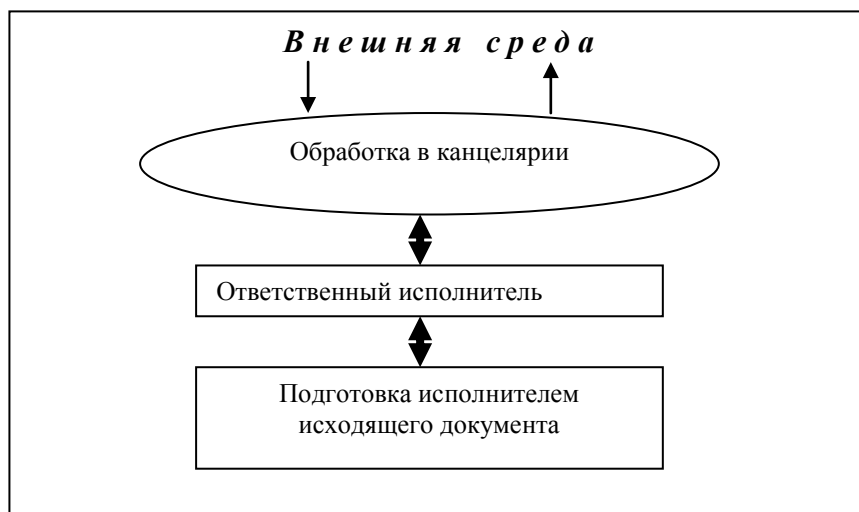 Внешняя среда
Обработка в канцелярии
Ответственный исполнитель
Подготовка исполнителем
исходящего документа